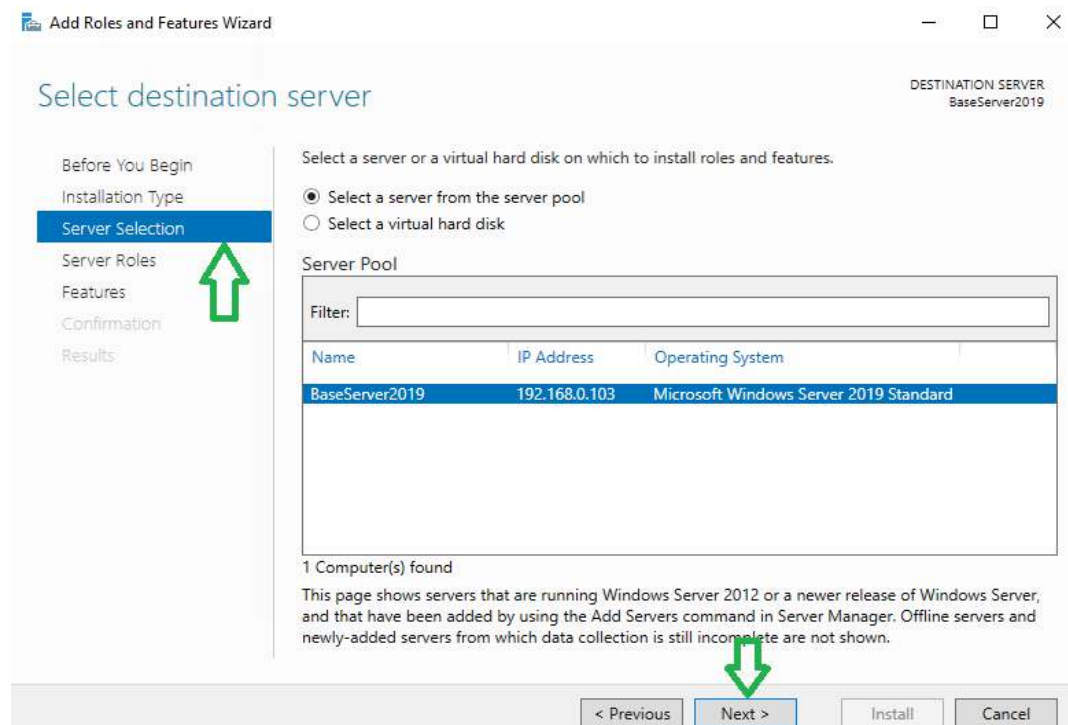 Add Roles and Features Wizard
Select destination server
DESTINATION SERVER
BaseServer2019
Before You Begin
Installation Type
Server Selection
Server Roles
Features
Confirmation
Results
Select a server or a virtual hard disk on which to install roles and features.
Select a server from the server pool
Select a virtual hard disk
Server Pool
Filter:
Name IP Address Operating System
BaseServer2019 192.168.0.103 Microsoft Windows Server 2019 Standard
1 Computer(s) found
This page shows servers that are running Windows Server 2012 or a newer release of Windows Server,
and that have been added by using the Add Servers command in Server Manager. Offline servers and
newly-added servers from which data collection is still incomplete are not shown.
< Previous Next > Install Cancel